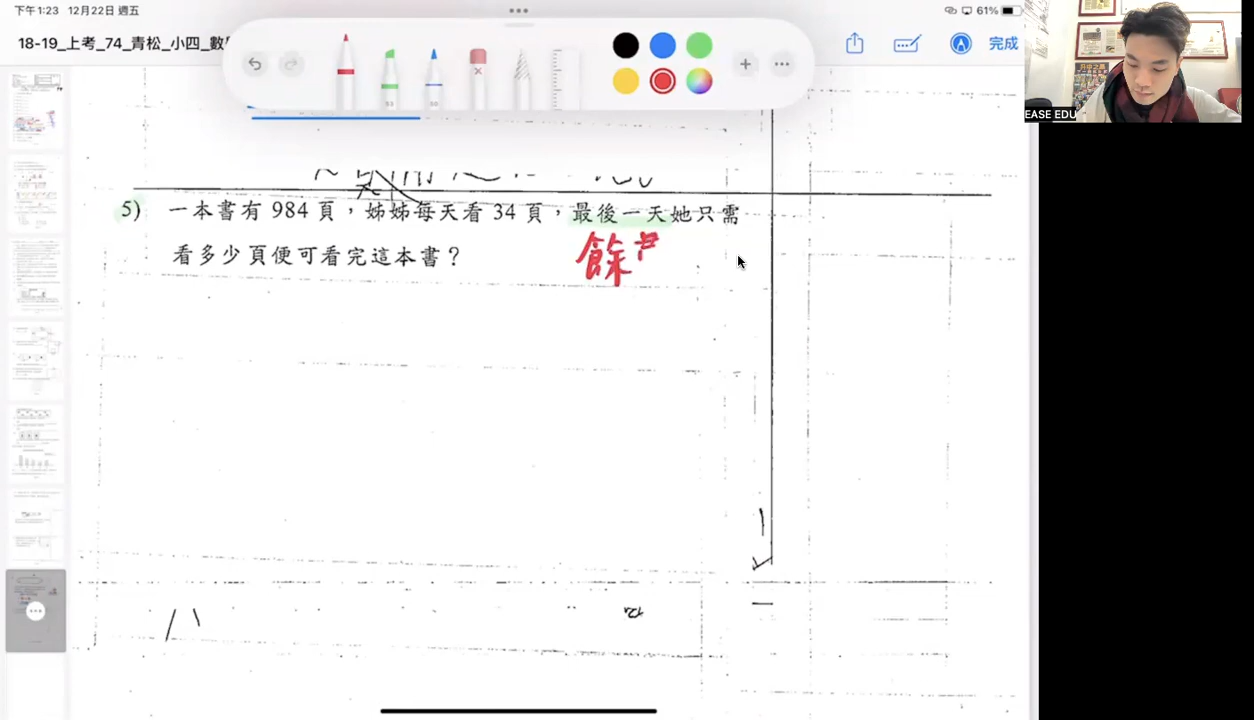 下午1:23 12月22日 週五
61%
18-19_上考_74_青松_小四_數
完成
50
50
EASE EDU
5) 一本書有 984 頁，姊姊每天看 34 頁，最後一天她只需
看多少頁便可看完這本書？
餘